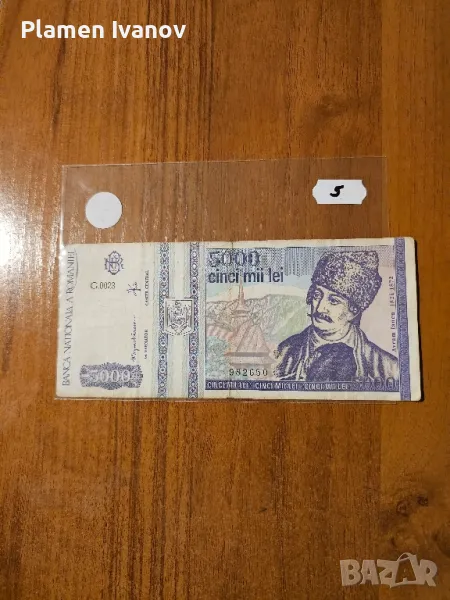 Plamen Ivanov
5
BANCA NATIONALA A ROMANIEI
C.0023
5000
cinci mii lei
982650
CINCI MII LEI CINCI MII LEI CINCI MII LEI
5000
BAZAR